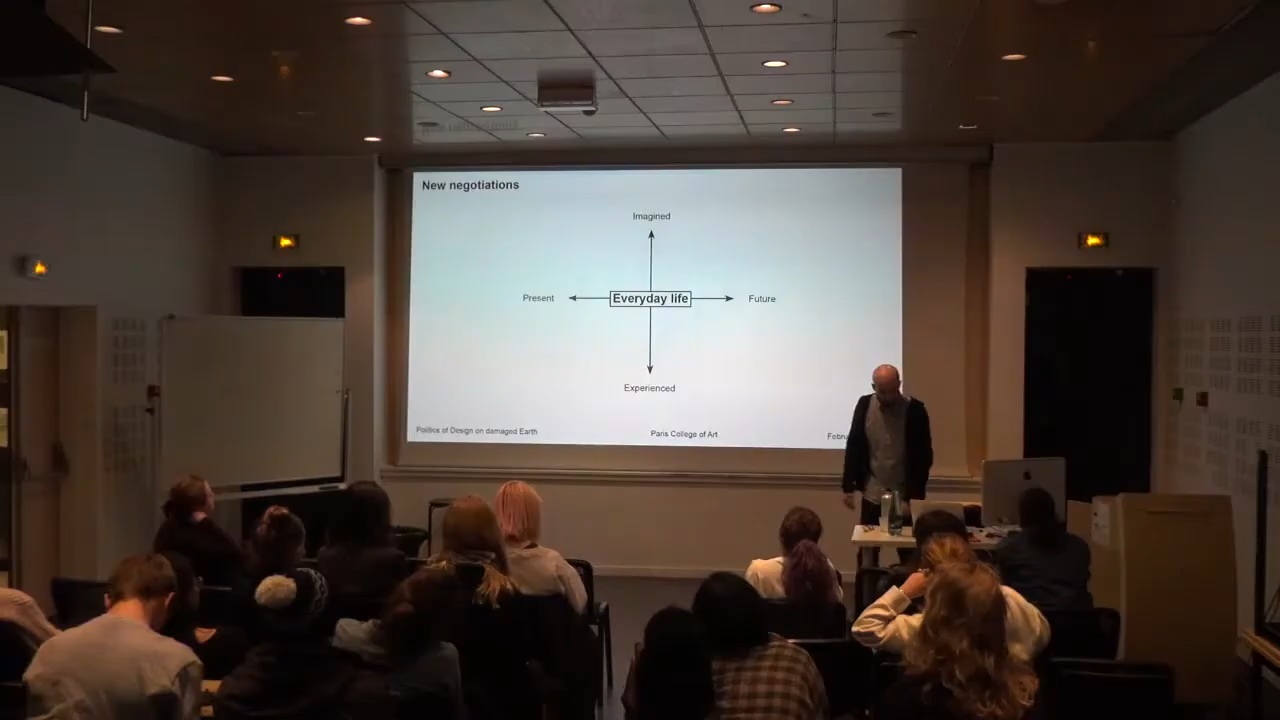 New negotiations
Imagined
Present
Everyday life
Future
Experienced
Politics of Design on damaged Earth
Paris College of Art